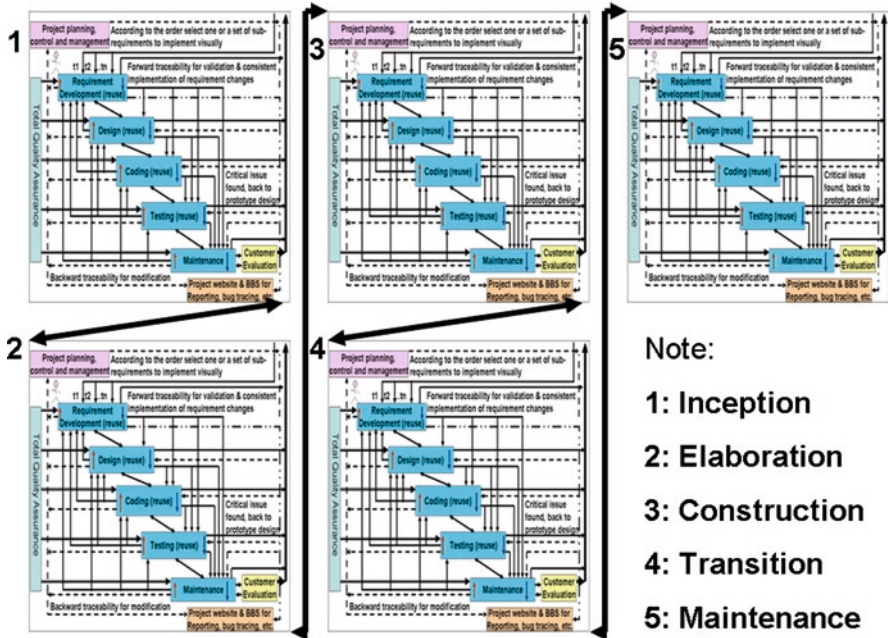 1
Project planning,
control and management
According to the order select one or a set of sub-
requirements to implement visually
t1 t2 ..tn
Forward traceability for validation & consistent
implementation of requirement changes
Total Quality Assurance
Requirement
Development (reuse)
Design (reuse)
Coding (reuse)
Critical issue
found, back to
prototype design
Testing (reuse)
Maintenance
Customer
Evaluation
Backward traceability for modification
Project website & BBS for
Reporting, bug tracing, etc.
2
Project planning,
control and management
According to the order select one or a set of sub-
requirements to implement visually
t1 t2 ..tn
Forward traceability for validation & consistent
implementation of requirement changes
Total Quality Assurance
Requirement
Development (reuse)
Design (reuse)
Coding (reuse)
Critical issue
found, back to
prototype design
Testing (reuse)
Maintenance
Customer
Evaluation
Backward traceability for modification
Project website & BBS for
Reporting, bug tracing, etc.
3
Project planning,
control and management
According to the order select one or a set of sub-
requirements to implement visually
t1 t2 ..tn
Forward traceability for validation & consistent
implementation of requirement changes
Total Quality Assurance
Requirement
Development (reuse)
Design (reuse)
Coding (reuse)
Critical issue
found, back to
prototype design
Testing (reuse)
Maintenance
Customer
Evaluation
Backward traceability for modification
Project website & BBS for
Reporting, bug tracing, etc.
4
Project planning,
control and management
According to the order select one or a set of sub-
requirements to implement visually
t1 t2 ..tn
Forward traceability for validation & consistent
implementation of requirement changes
Total Quality Assurance
Requirement
Development (reuse)
Design (reuse)
Coding (reuse)
Critical issue
found, back to
prototype design
Testing (reuse)
Maintenance
Customer
Evaluation
Backward traceability for modification
Project website & BBS for
Reporting, bug tracing, etc.
5
Project planning,
control and management
According to the order select one or a set of sub-
requirements to implement visually
t1 t2 ..tn
Forward traceability for validation & consistent
implementation of requirement changes
Total Quality Assurance
Requirement
Development (reuse)
Design (reuse)
Coding (reuse)
Critical issue
found, back to
prototype design
Testing (reuse)
Maintenance
Customer
Evaluation
Backward traceability for modification
Project website & BBS for
Reporting, bug tracing, etc.
Note:
1: Inception
2: Elaboration
3: Construction
4: Transition
5: Maintenance